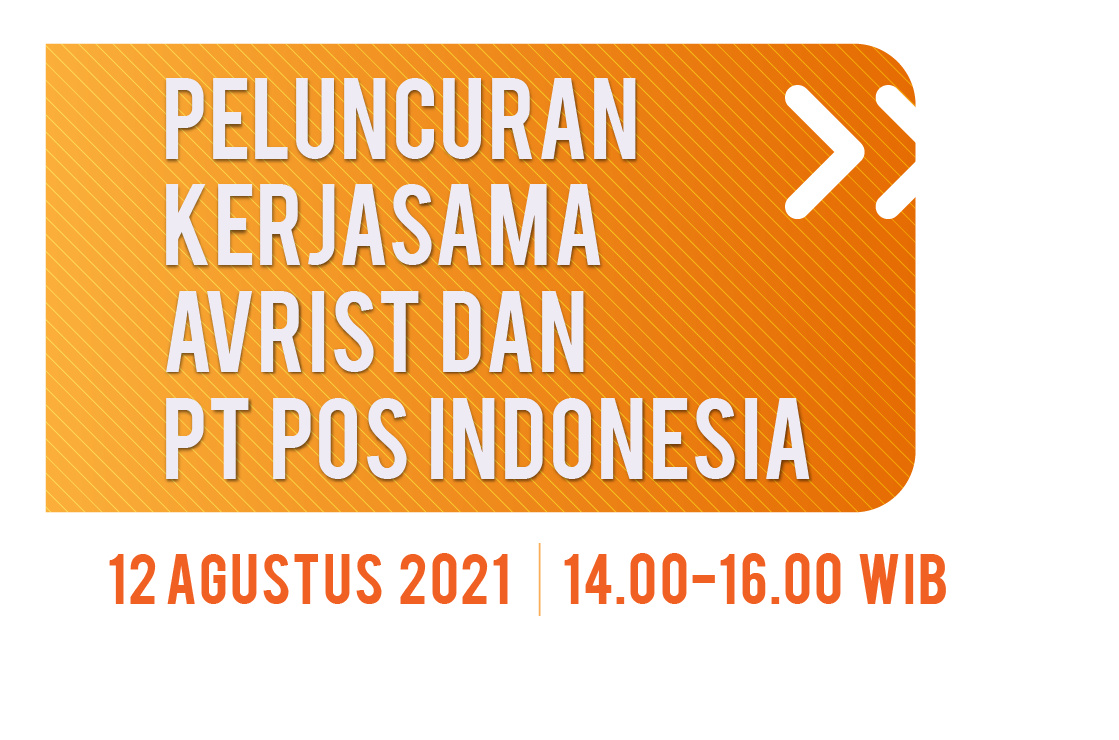 PELUNCURAN
KERJASAMA
AVRIST DAN
PT POS INDONESIA
12 AGUSTUS 2021 | 14.00-16.00 WIB